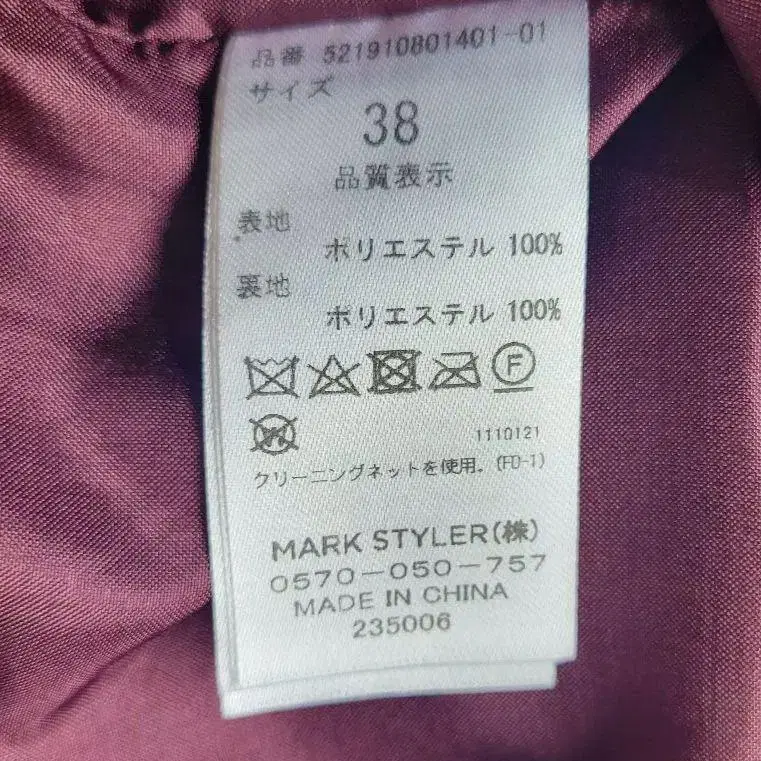 品番 521910801401-01
サイズ
38
品質表示
表地
ポリエステル 100%
裏地
ポリエステル 100%
F
W
1110121
クリーニングネットを使用。(FD-1)
MARK STYLER(株)
0570-050-757
MADE IN CHINA
235006